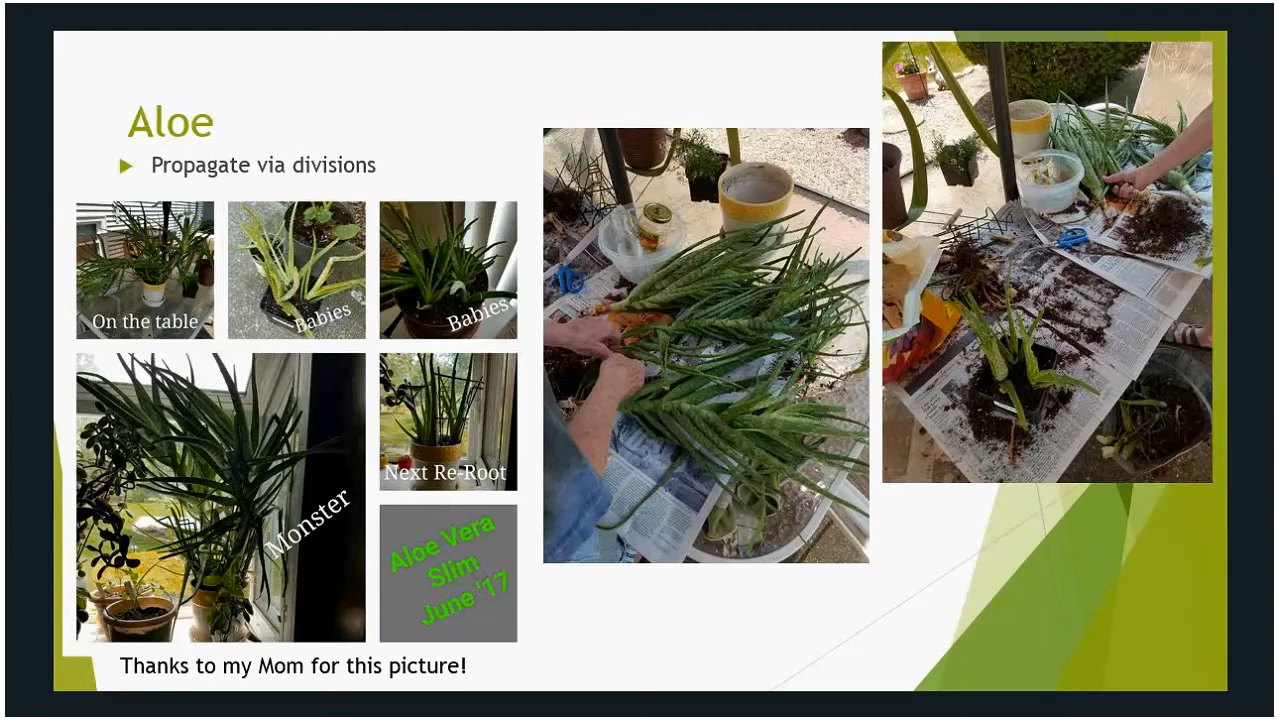 Aloe
Propagate via divisions
On the table
Babies
Babies
Monster
Next Re-Root
Aloe Vera
Slim
June '17
Thanks to my Mom for this picture!